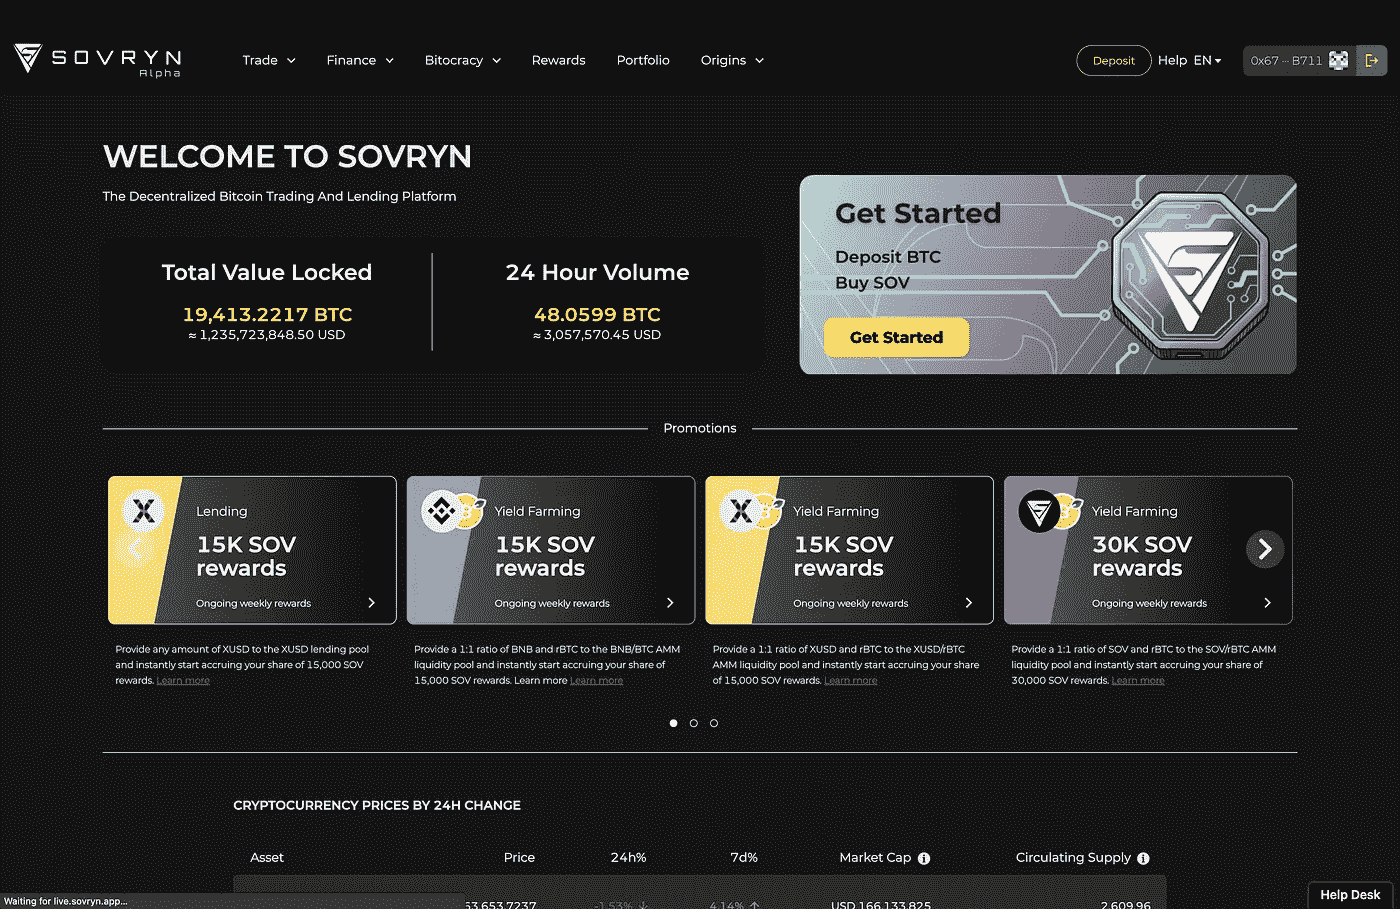 SOVRYN
Alpha
Trade
Finance
Bitocracy
Rewards
Portfolio
Origins
Deposit
Help
EN
0x67 ··· B711
WELCOME TO SOVRYN
The Decentralized Bitcoin Trading And Lending Platform
Total Value Locked
19,413.2217 BTC
≈ 1,235,723,848.50 USD
24 Hour Volume
48.0599 BTC
≈ 3,057,570.45 USD
Get Started
Deposit BTC
Buy SOV
Get Started
Promotions
Lending
15K SOV
rewards
Ongoing weekly rewards
Provide any amount of XUSD to the XUSD lending pool
and instantly start accruing your share of 15,000 SOV
rewards. Learn more
Yield Farming
15K SOV
rewards
Ongoing weekly rewards
Provide a 1:1 ratio of BNB and rBTC to the BNB/BTC AMM
liquidity pool and instantly start accruing your share of
15,000 SOV rewards. Learn more Learn more
Yield Farming
15K SOV
rewards
Ongoing weekly rewards
Provide a 1:1 ratio of XUSD and rBTC to the XUSD/rBTC
AMM liquidity pool and instantly start accruing your share
of 15,000 SOV rewards. Learn more
Yield Farming
30K SOV
rewards
Ongoing weekly rewards
Provide a 1:1 ratio of SOV and rBTC to the SOV/rBTC AMM
liquidity pool and instantly start accruing your share of
30,000 SOV rewards. Learn more
CRYPTOCURRENCY PRICES BY 24H CHANGE
Asset Price 24h% 7d% Market Cap Circulating Supply
53,653.7237 -1.53% 4.14% USD 166,133,825 2,609.96
Waiting for live.sovryn.app...
Help Desk